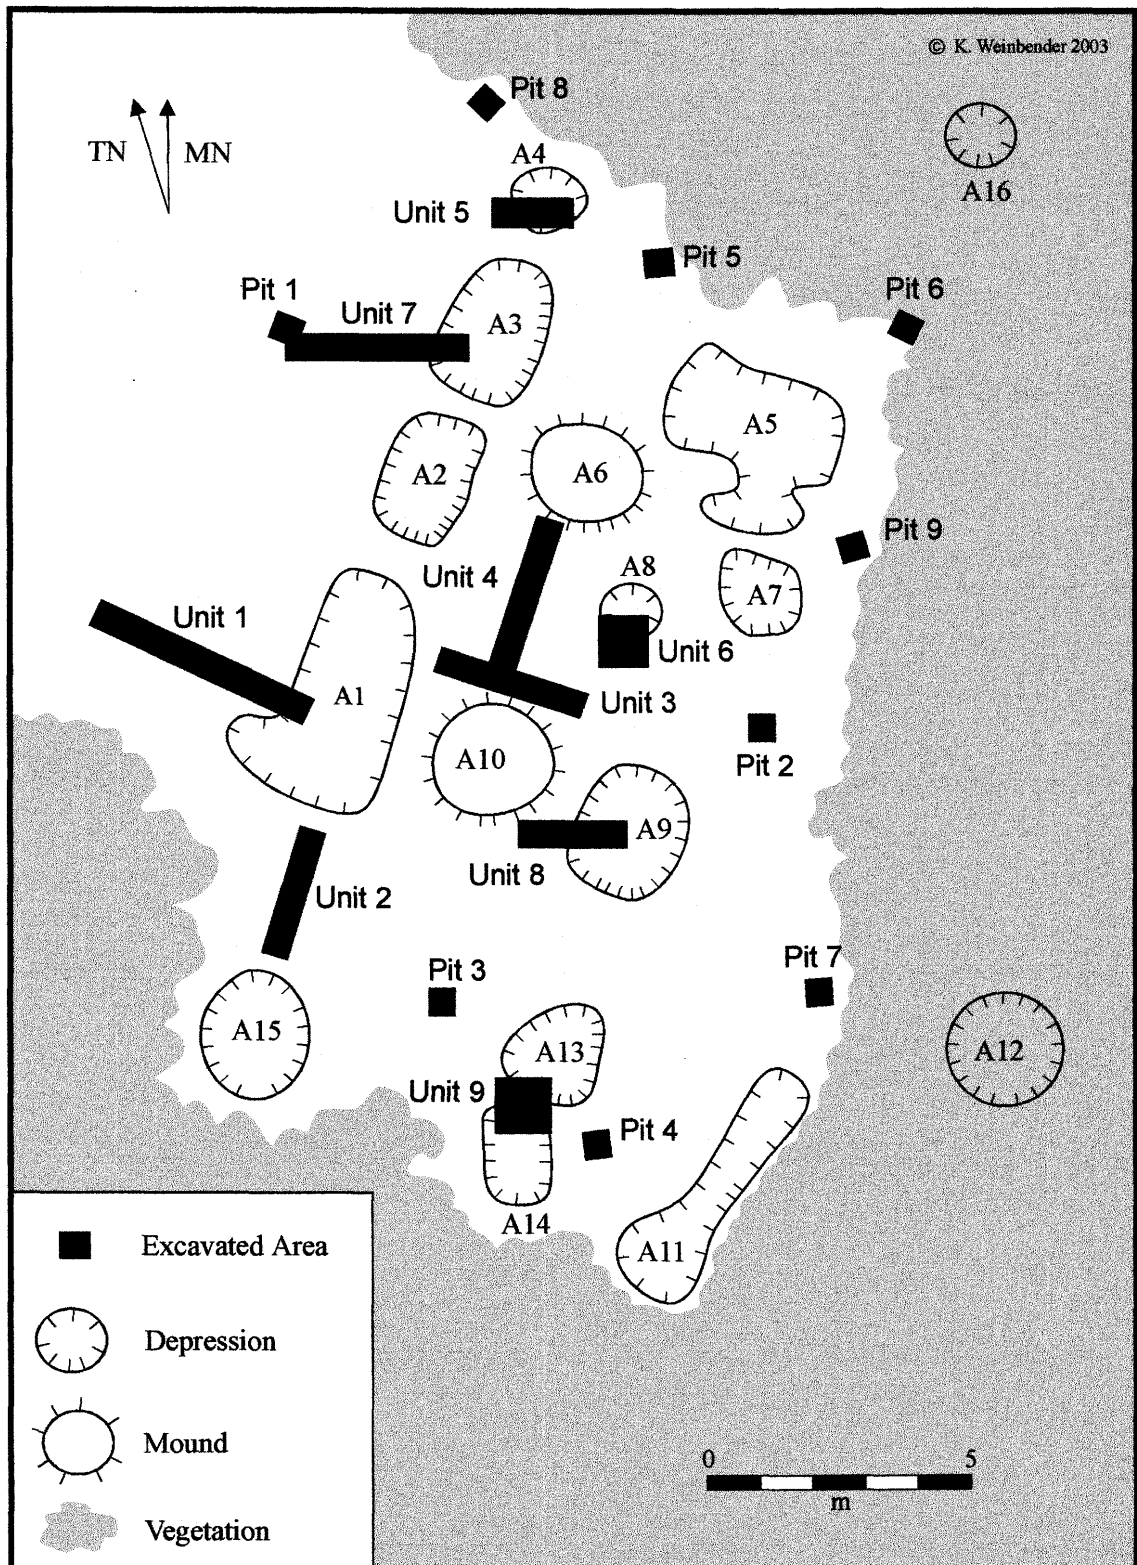 © K. Weinbender 2003
Pit 8
TN MN
A4
A16
Unit 5
Pit 5
Pit 1
Unit 7
Pit 6
A3
A5
A2
A6
Pit 9
Unit 4
A8
A7
Unit 1
Unit 6
A1
Unit 3
A10
Pit 2
A9
Unit 8
Unit 2
Pit 3
Pit 7
A15
A13
A12
Unit 9
Pit 4
A14
A11
Excavated Area
Depression
Mound
Vegetation
0 5
m